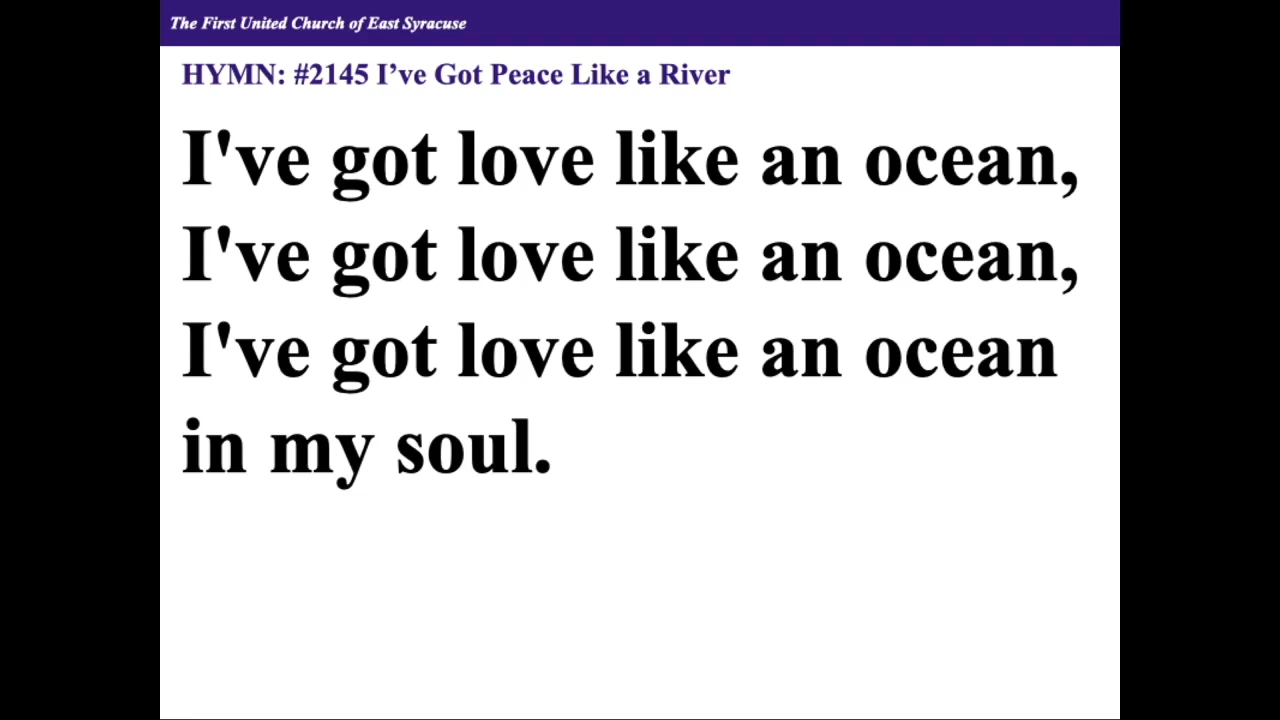 The First United Church of East Syracuse
HYMN: #2145 I’ve Got Peace Like a River
I've got love like an ocean,
I've got love like an ocean,
I've got love like an ocean
in my soul.